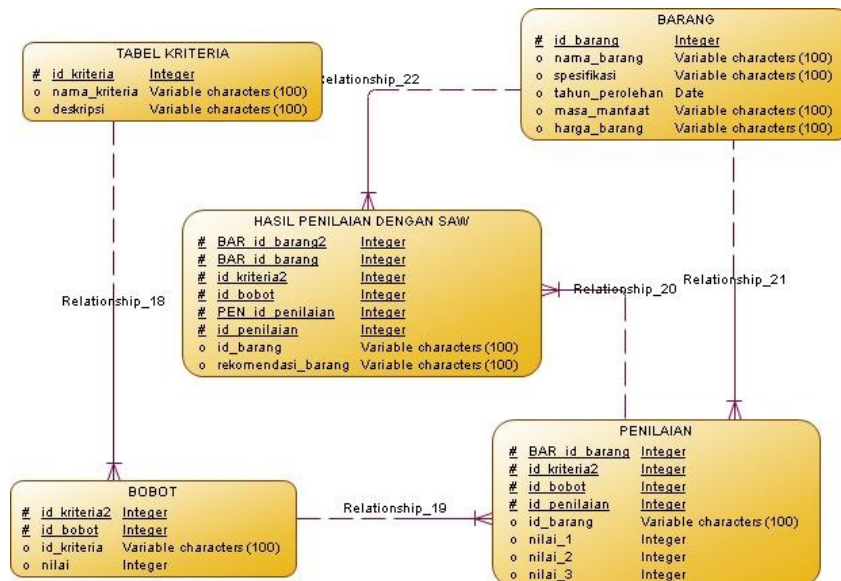 TABEL KRITERIA
# id_kriteria Integer
o nama_kriteria Variable characters (100)
o deskripsi Variable characters (100)
BARANG
# id_barang Integer
o nama_barang Variable characters (100)
o spesifikasi Variable characters (100)
o tahun_perolehan Date
o masa_manfaat Variable characters (100)
o harga_barang Variable characters (100)
Relationship_22
HASIL PENILAIAN DENGAN SAW
# BAR_id_barang2 Integer
# BAR_id_barang Integer
# id_kriteria2 Integer
# id_bobot Integer
# PEN_id_penilaian Integer
# id_penilaian Integer
o id_barang Variable characters (100)
o rekomendasi_barang Variable characters (100)
Relationship_18
Relationship_20
Relationship_21
BOBOT
# id_kriteria2 Integer
# id_bobot Integer
o id_kriteria Variable characters (100)
o nilai Integer
Relationship_19
PENILAIAN
# BAR_id_barang Integer
# id_kriteria2 Integer
# id_bobot Integer
# id_penilaian Integer
o id_barang Variable characters (100)
o nilai_1 Integer
o nilai_2 Integer
o nilai_3 Integer